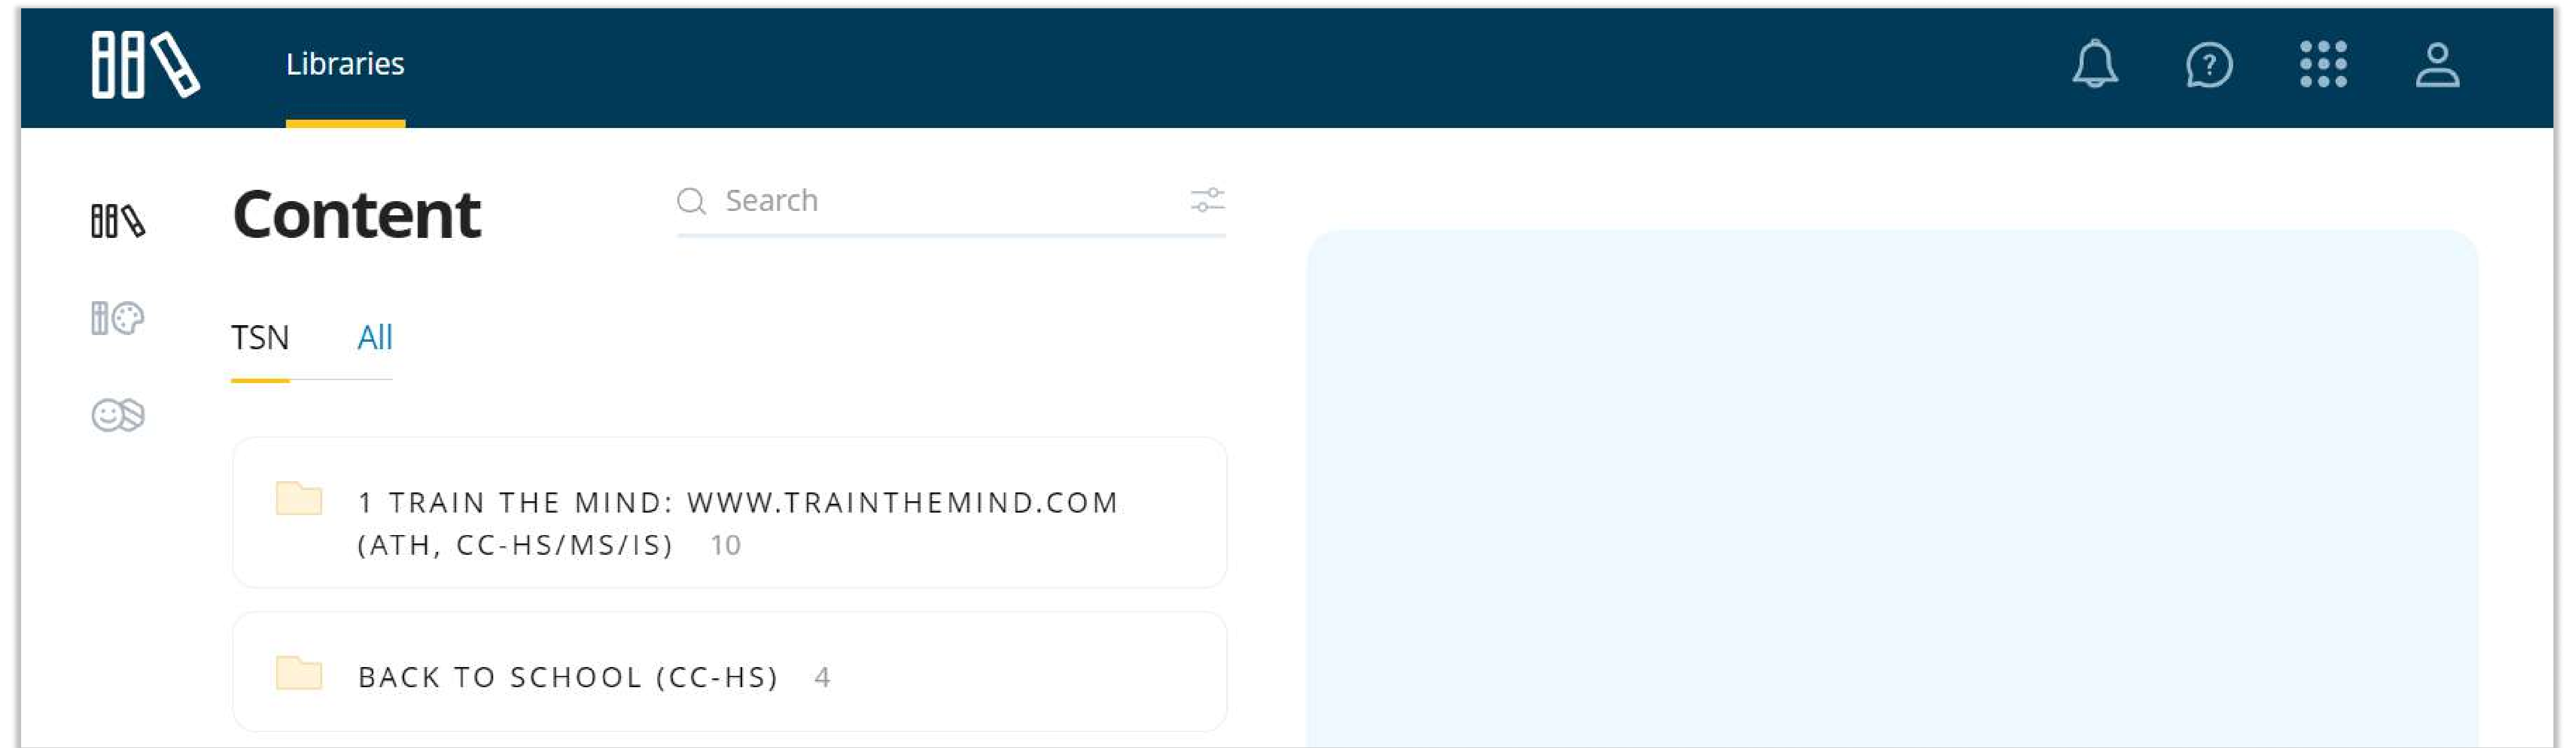 Libraries
Content
Search
TSN All
1 TRAIN THE MIND: WWW.TRAINTHEMIND.COM
(ATH, CC-HS/MS/IS) 10
BACK TO SCHOOL (CC-HS) 4